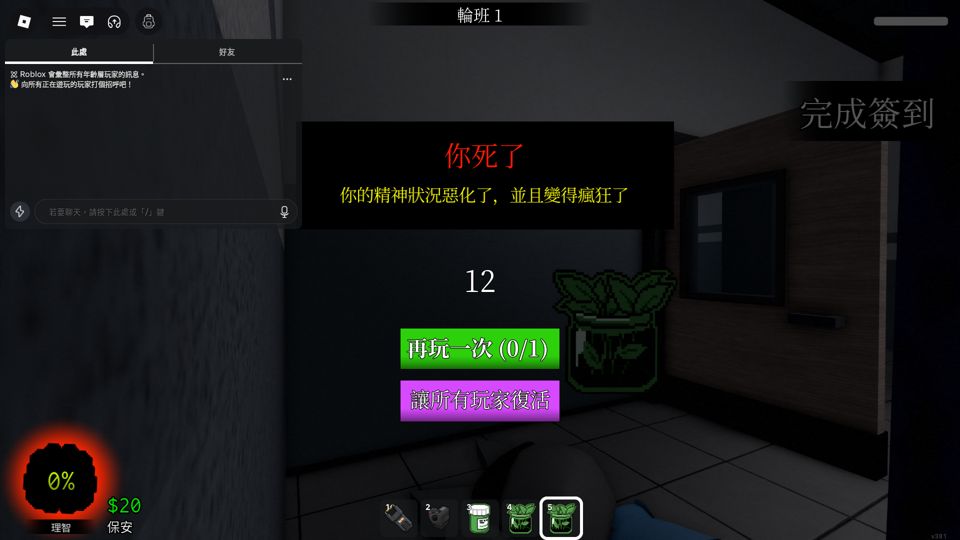 輪班 1
此處
好友
Roblox 會彙整所有年齡層玩家的訊息。
👋 向所有正在遊玩的玩家打個招呼吧！
...
若要聊天，請按下此處或「/」鍵
完成簽到
你死了
你的精神狀況惡化了，並且變得瘋狂了
12
再玩一次 (0/1)
讓所有玩家復活
0%
理智
$20
保安
1
2
3
4
5
v391